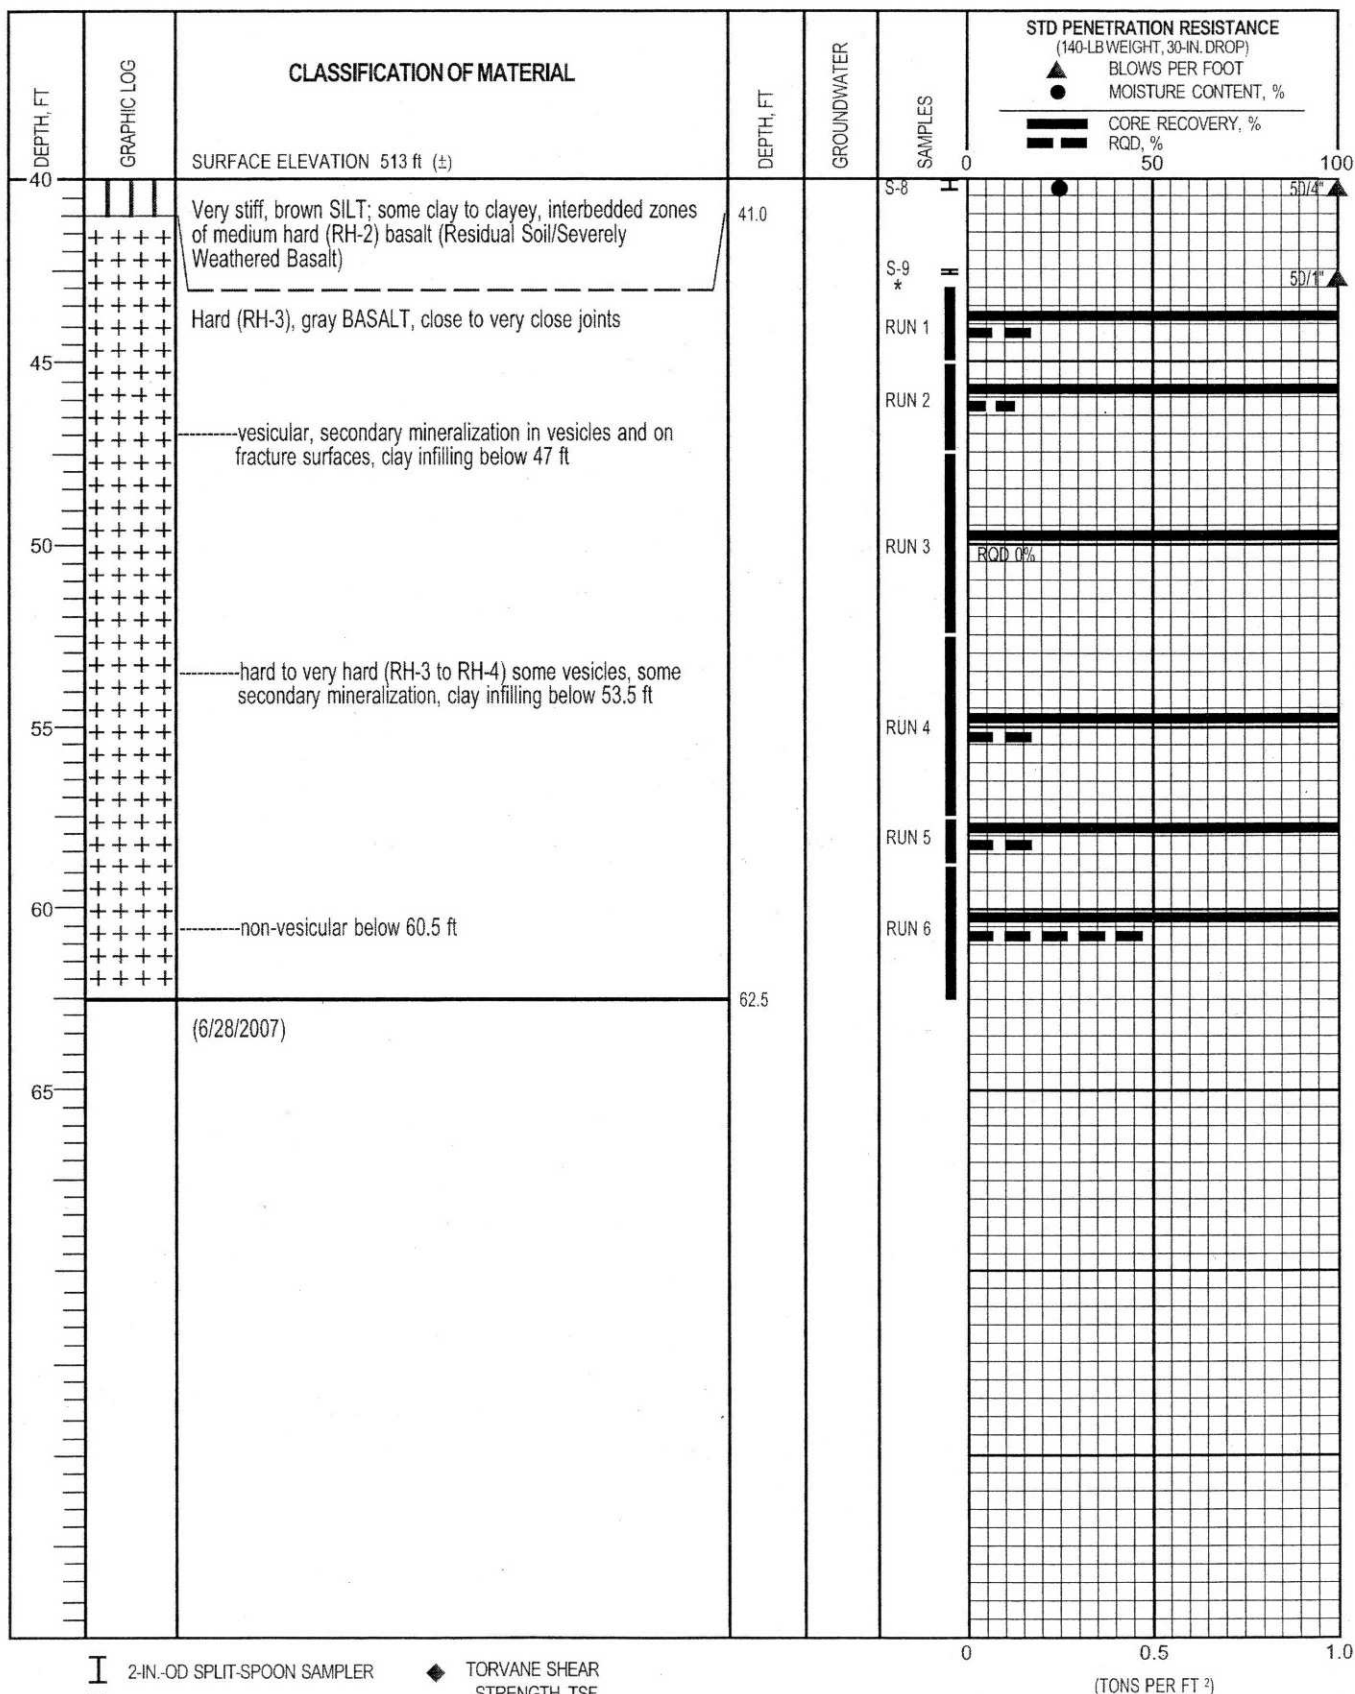 STD PENETRATION RESISTANCE
(140-LB WEIGHT, 30-IN. DROP)
BLOWS PER FOOT
MOISTURE CONTENT, %
CORE RECOVERY, %
RQD, %
0 50 100
DEPTH, FT
GRAPHIC LOG
CLASSIFICATION OF MATERIAL
SURFACE ELEVATION 513 ft (±)
DEPTH, FT
GROUNDWATER
SAMPLES
40
Very stiff, brown SILT; some clay to clayey, interbedded zones
of medium hard (RH-2) basalt (Residual Soil/Severely
Weathered Basalt)
41.0
S-8
50/4"
S-9
*
50/1"
Hard (RH-3), gray BASALT, close to very close joints
RUN 1
45
RUN 2
vesicular, secondary mineralization in vesicles and on
fracture surfaces, clay infilling below 47 ft
50
RUN 3
RQD 0%
hard to very hard (RH-3 to RH-4) some vesicles, some
secondary mineralization, clay infilling below 53.5 ft
55
RUN 4
RUN 5
60
non-vesicular below 60.5 ft
RUN 6
62.5
(6/28/2007)
65
0 0.5 1.0
(TONS PER FT 2)
2-IN.-OD SPLIT-SPOON SAMPLER
TORVANE SHEAR
STRENGTH, TSF